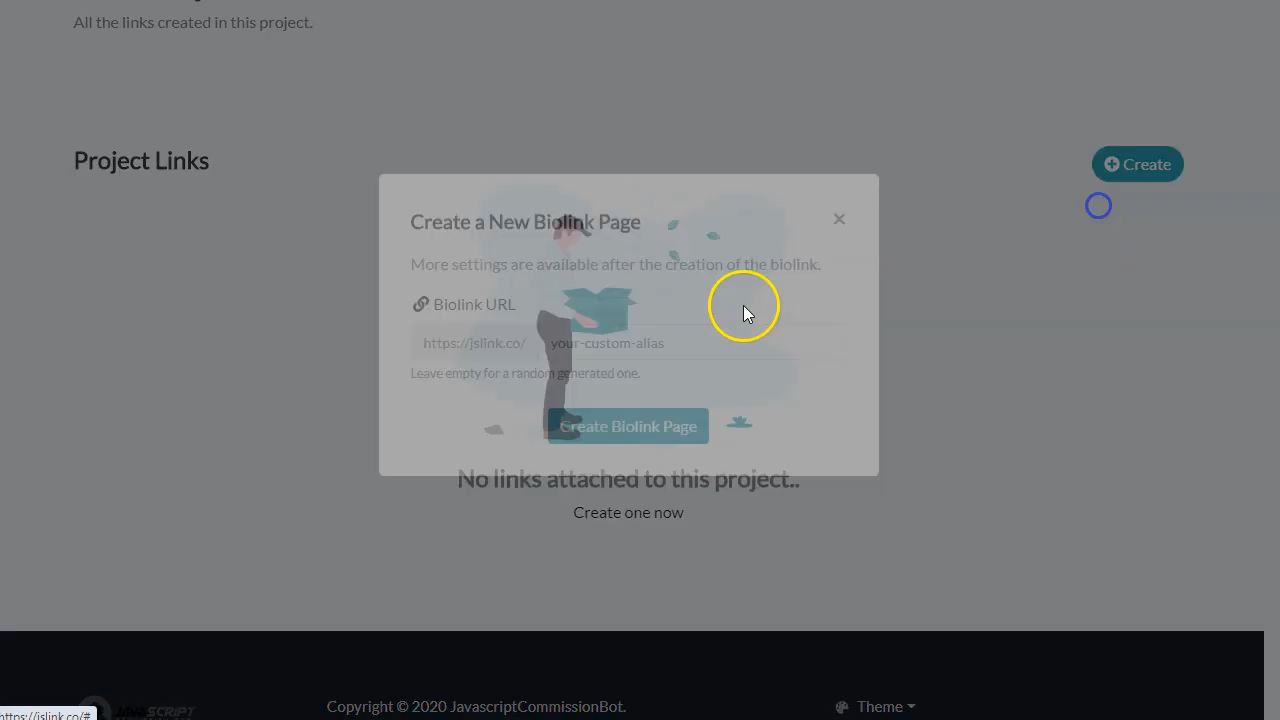 All the links created in this project.
Project Links
Create
Create a New Biolink Page
×
More settings are available after the creation of the biolink.
Biolink URL
https://jslink.co/ your-custom-alias
Leave empty for a random generated one.
Create Biolink Page
No links attached to this project..
Create one now
JAVASCRIPT
Copyright © 2020 JavascriptCommissionBot.
Theme
https://jslink.co/#